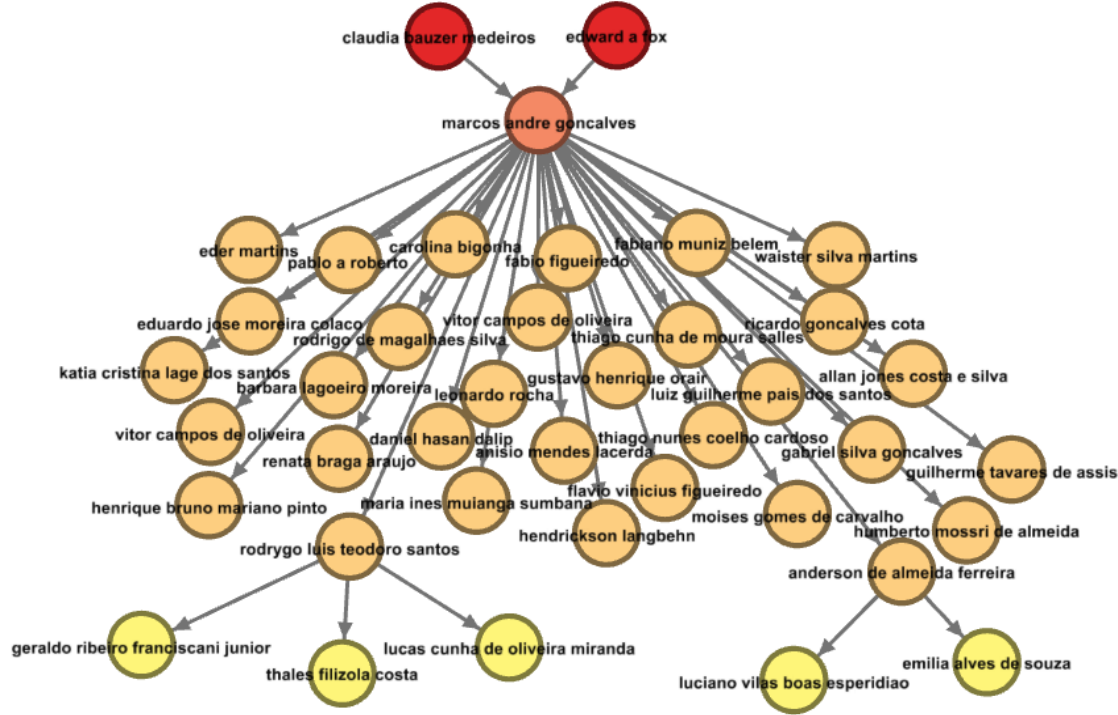 claudia bauzer medeiros
edward a fox
marcos andre goncalves
eder martins
pablo a roberto
carolina bigonha
fabio figueiredo
fabiano muniz belem
waister silva martins
eduardo jose moreira colaco
rodrigo de magalhaes silva
vitor campos de oliveira
thiago cunha de moura salles
ricardo goncalves cota
katia cristina lage dos santos
barbara lagoeiro moreira
leonardo rocha
gustavo henrique orair
luiz guilherme pais dos santos
allan jones costa e silva
vitor campos de oliveira
renata braga araujo
daniel hasan dalip
anisio mendes lacerda
thiago nunes coelho cardoso
gabriel silva goncalves
guilherme tavares de assis
henrique bruno mariano pinto
maria ines muianga sumbana
flavio vinicius figueiredo
hendrickson langbehn
moises gomes de carvalho
humberto mossri de almeida
rodrygo luis teodoro santos
anderson de almeida ferreira
geraldo ribeiro franciscani junior
thales filizola costa
lucas cunha de oliveira miranda
luciano vilas boas esperidiao
emilia alves de souza